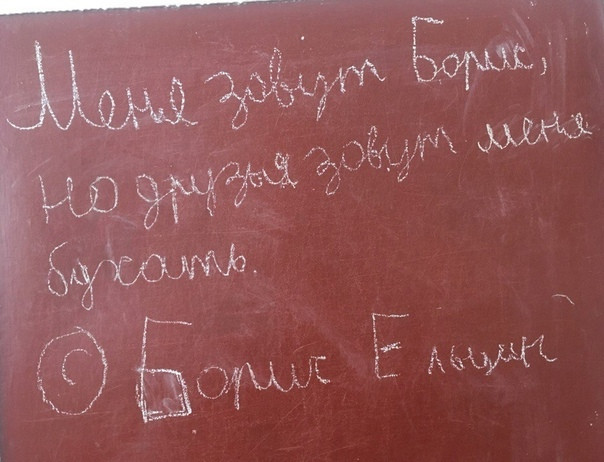 Меня зовут Борис,
но друзья зовут меня
бухать.
© Борис Ельцин